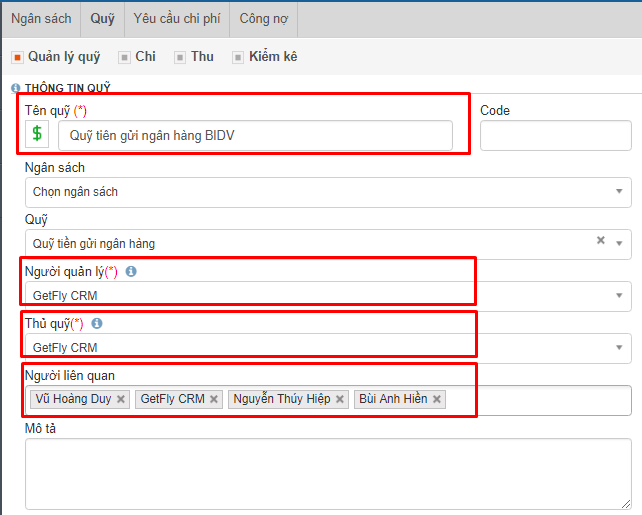 Ngân sách Quỹ Yêu cầu chi phí Công nợ
Quản lý quỹ Chi Thu Kiểm kê
THÔNG TIN QUỸ
Tên quỹ (*) Code
$ Quỹ tiên gửi ngân hàng BIDV
Ngân sách
Chọn ngân sách
Quỹ
Quỹ tiền gửi ngân hàng
Người quản lý(*)
GetFly CRM
Thủ quỹ(*)
GetFly CRM
Người liên quan
Vũ Hoàng Duy GetFly CRM Nguyễn Thúy Hiệp Bùi Anh Hiền
Mô tả